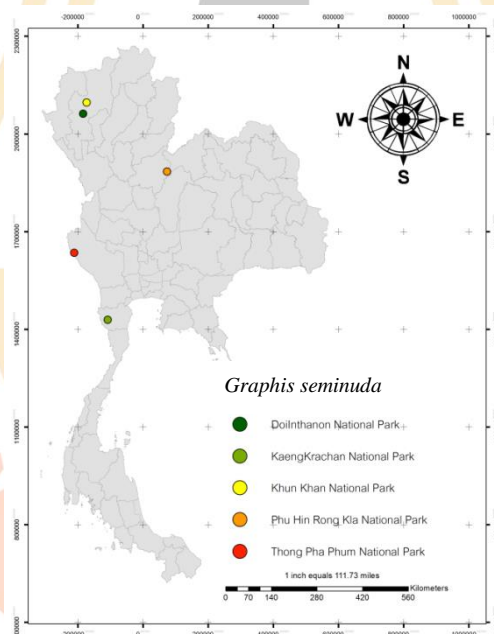 -200000 0 200000 400000 600000 800000 1000000
2300000
2000000
1700000
1400000
1100000
800000
N
W E
S
Graphis seminuda
DoiInthanon National Park
KaengKrachan National Park
Khun Khan National Park
Phu Hin Rong Kla National Park
Thong Pha Phum National Park
1 inch equals 111.73 miles
Kilometers
0 70 140 280 420 560
-200000 0 200000 400000 600000 800000 1000000